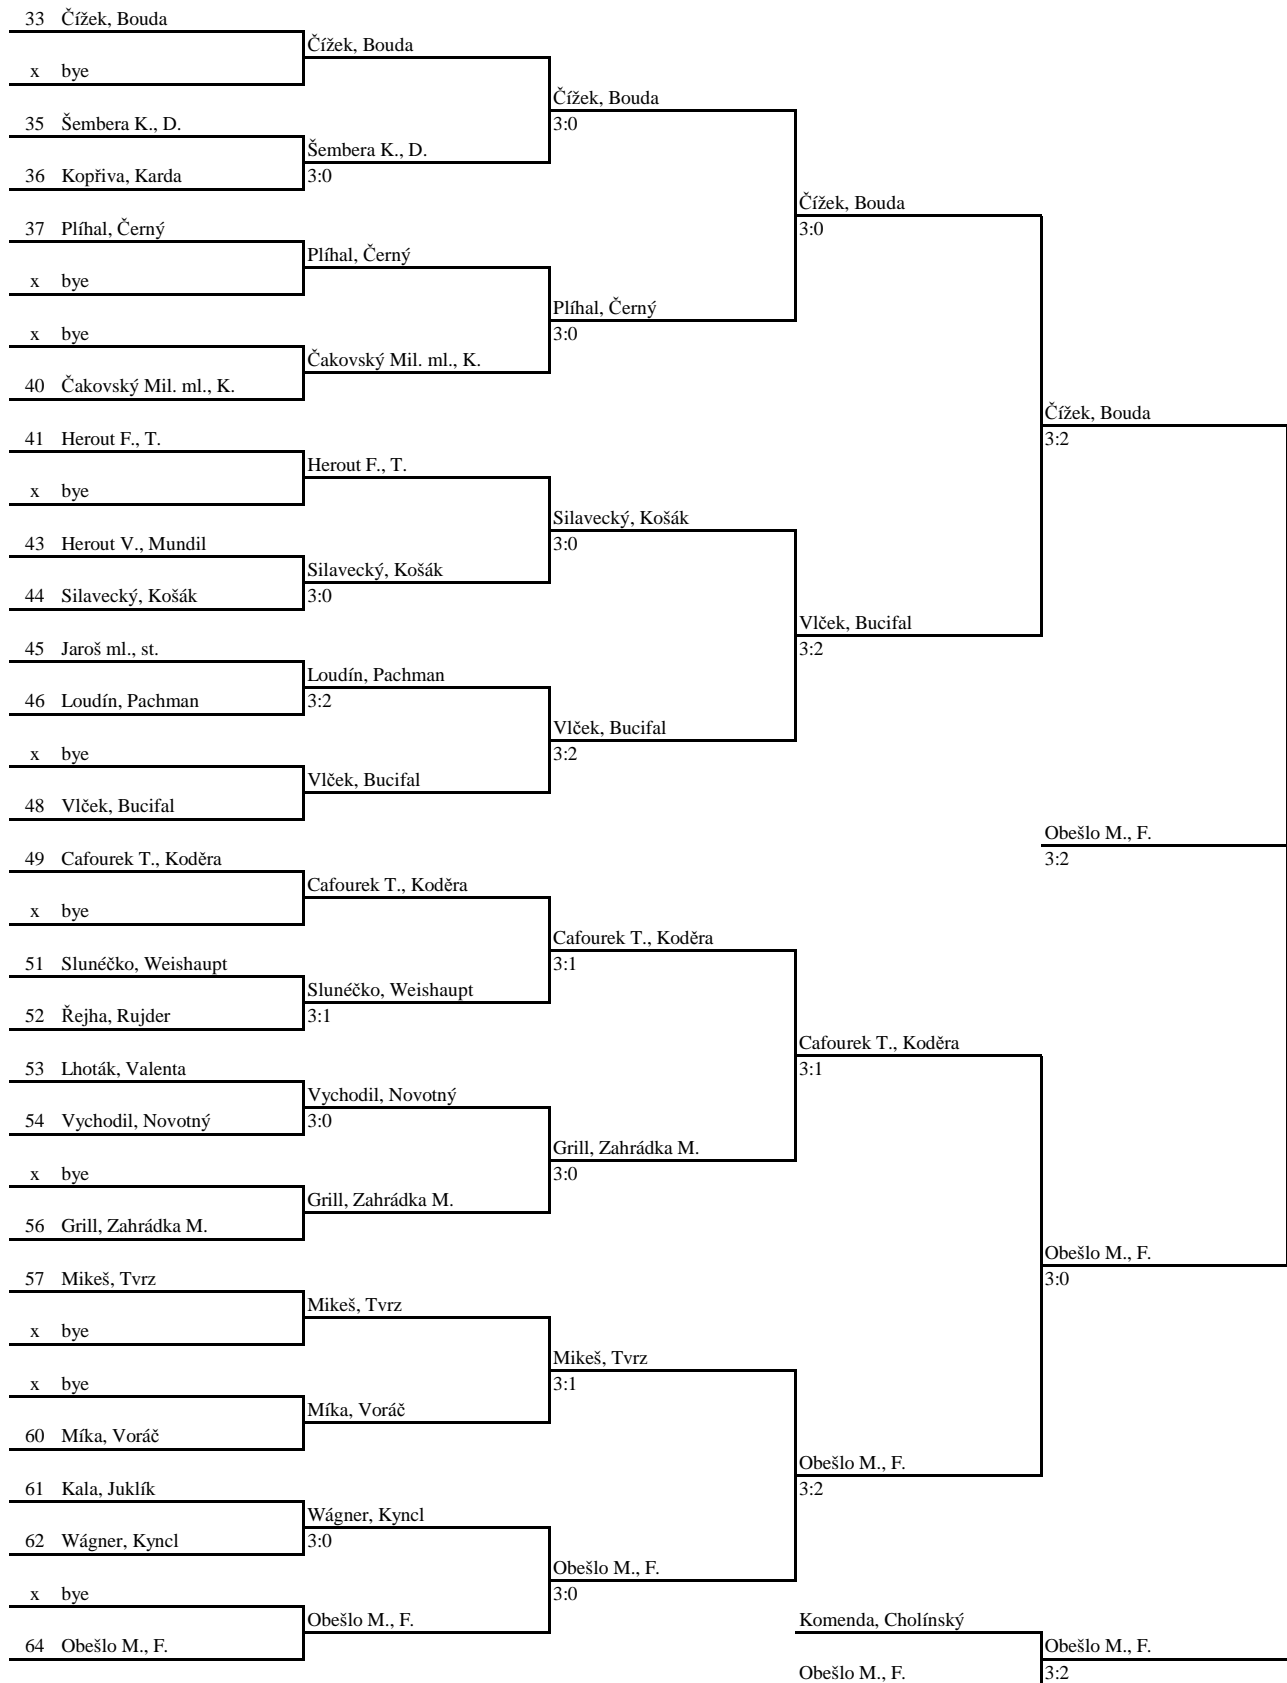 33 Čížek, Bouda
Čížek, Bouda
x bye
Čížek, Bouda
35 Šembera K., D.
3:0
Šembera K., D.
36 Kopřiva, Karda
3:0
Čížek, Bouda
37 Plíhal, Černý
3:0
Plíhal, Černý
x bye
Plíhal, Černý
x bye
3:0
Čakovský Mil. ml., K.
40 Čakovský Mil. ml., K.
Čížek, Bouda
41 Herout F., T.
3:2
Herout F., T.
x bye
Silavecký, Košák
43 Herout V., Mundil
3:0
Silavecký, Košák
44 Silavecký, Košák
3:0
Vlček, Bucifal
45 Jaroš ml., st.
3:2
Loudín, Pachman
46 Loudín, Pachman
3:2
Vlček, Bucifal
x bye
3:2
Vlček, Bucifal
48 Vlček, Bucifal
Obešlo M., F.
49 Cafourek T., Koděra
3:2
Cafourek T., Koděra
x bye
Cafourek T., Koděra
51 Slunéčko, Weishaupt
3:1
Slunéčko, Weishaupt
52 Řejha, Rujder
3:1
Cafourek T., Koděra
53 Lhoták, Valenta
3:1
Vychodil, Novotný
54 Vychodil, Novotný
3:0
Grill, Zahrádka M.
x bye
3:0
Grill, Zahrádka M.
56 Grill, Zahrádka M.
Obešlo M., F.
57 Mikeš, Tvrz
3:0
Mikeš, Tvrz
x bye
Mikeš, Tvrz
x bye
3:1
Míka, Voráč
60 Míka, Voráč
Obešlo M., F.
61 Kala, Juklík
3:2
Wágner, Kyncl
62 Wágner, Kyncl
3:0
Obešlo M., F.
x bye
3:0
Obešlo M., F.
Komenda, Cholínský
64 Obešlo M., F.
Obešlo M., F.
Obešlo M., F.
3:2